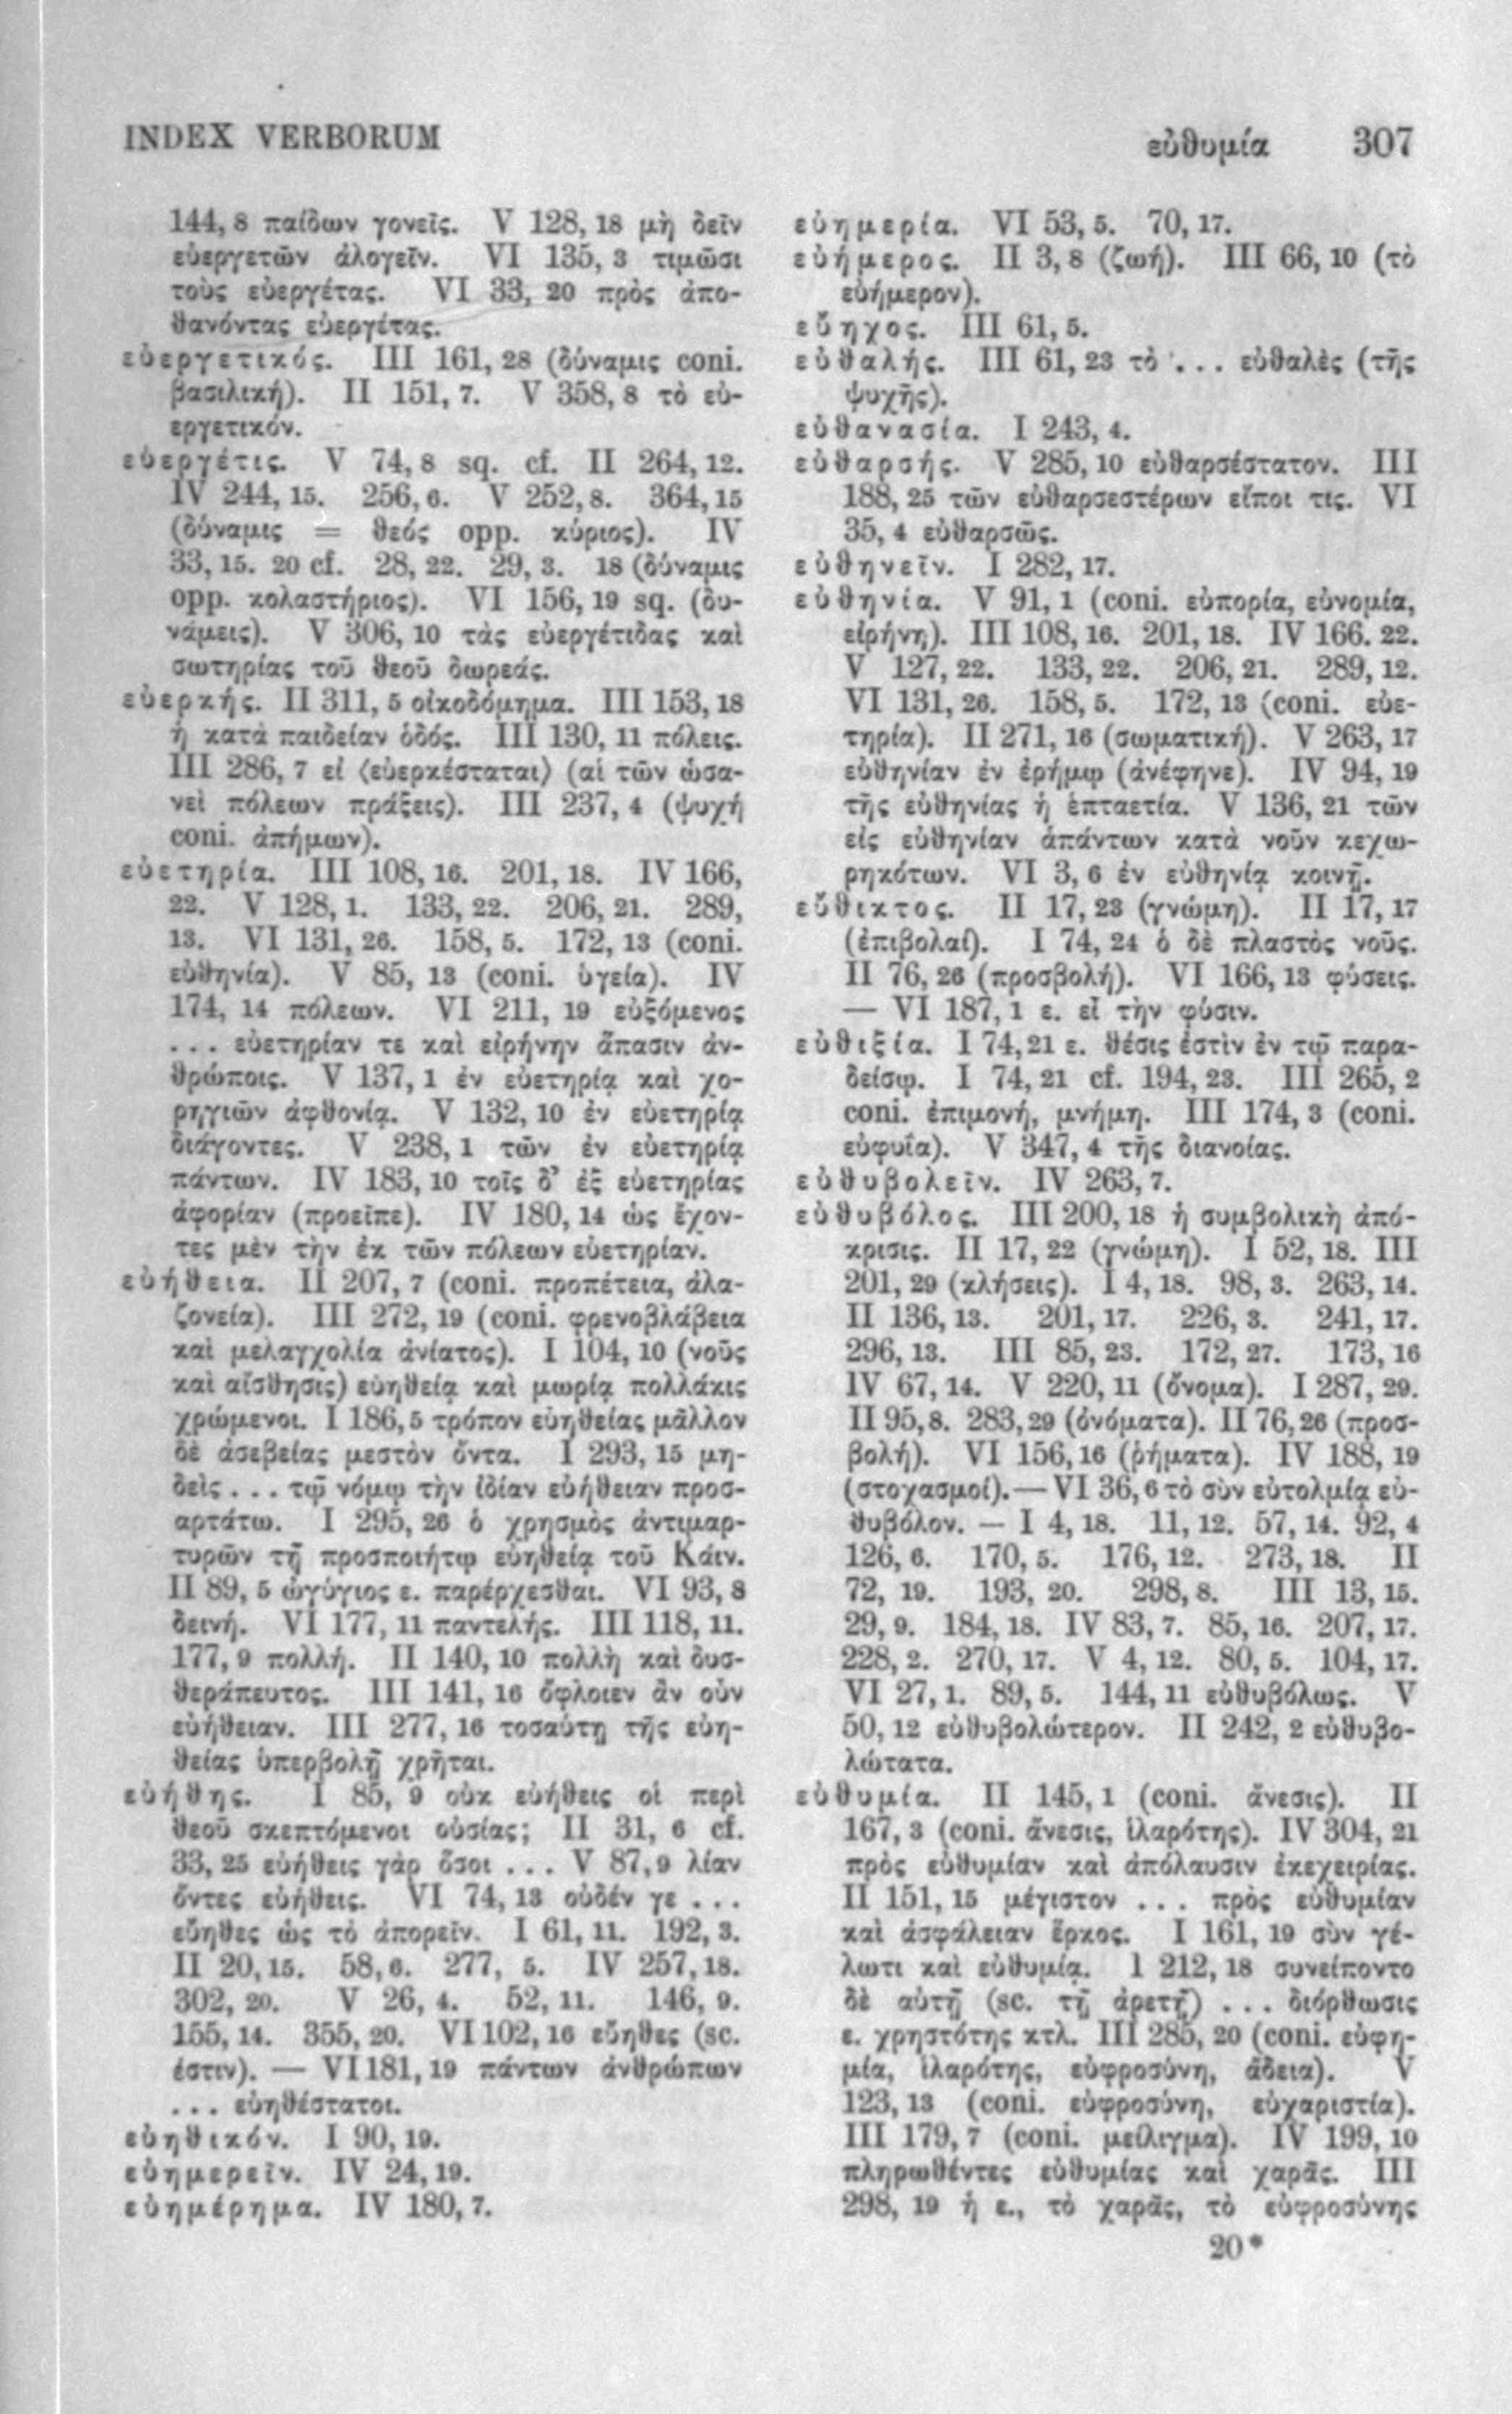 INDEX VERBORUM
εὐθυμία 307
144, 8 παίδων γονεῖς. V 128, 18 μὴ δεῖν
εὐεργετῶν ἀλογεῖν. VI 135, 3 τιμῶσι
τοὺς εὐεργέτας. VI 33, 20 πρὸς ἀπο-
θανόντας εὐεργέτας.
εὐεργετικός. III 161, 28 (δύναμις coni.
βασιλική). II 151, 7. V 358, 8 τὸ εὐ-
εργετικόν.
εὐεργέτις. V 74, 8 sq. cf. II 264, 12.
IV 244, 15. 256, 6. V 252, 8. 364, 15
(δύναμις = θεός opp. κύριος). IV
33, 15. 20 cf. 28, 22. 29, 3. 18 (δύναμις
opp. κολαστήριος). VI 156, 19 sq. (δυ-
νάμεις). V 306, 10 τὰς εὐεργέτιδας καὶ
σωτηρίας τοῦ θεοῦ δωρεάς.
εὐερκής. II 311, 5 οἰκοδόμημα. III 153, 18
ἡ κατὰ παιδείαν ὁδός. III 130, 11 πόλεις.
III 286, 7 εἰ ⟨εὐερκέσταται⟩ (αἱ τῶν ὡσα-
νεὶ πόλεων πράξεις). III 237, 4 (ψυχή
coni. ἀπήμων).
εὐετηρία. III 108, 16. 201, 18. IV 166,
22. V 128, 1. 133, 22. 206, 21. 289,
13. VI 131, 26. 158, 5. 172, 13 (coni.
εὐθηνία). V 85, 13 (coni. ὑγεία). IV
174, 14 πόλεων. VI 211, 19 εὐξόμενος
... εὐετηρίαν τε καὶ εἰρήνην ἅπασιν ἀν-
θρώποις. V 137, 1 ἐν εὐετηρίᾳ καὶ χο-
ρηγιῶν ἀφθονίᾳ. V 132, 10 ἐν εὐετηρίᾳ
διάγοντες. V 238, 1 τῶν ἐν εὐετηρίᾳ
πάντων. IV 183, 10 τοῖς δ’ ἐξ εὐετηρίας
ἀφορίαν (προεῖπε). IV 180, 14 ὡς ἔχον-
τες μὲν τὴν ἐκ τῶν πόλεων εὐετηρίαν.
εὐήθεια. II 207, 7 (coni. προπέτεια, ἀλα-
ζονεία). III 272, 19 (coni. φρενοβλάβεια
καὶ μελαγχολία ἀνίατος). I 104, 10 (νοῦς
καὶ αἴσθησις) εὐηθείᾳ καὶ μωρίᾳ πολλάκις
χρώμενοι. I 186, 5 τρόπον εὐηθείας μᾶλλον
δὲ ἀσεβείας μεστὸν ὄντα. I 293, 15 μη-
δεὶς ... τῷ νόμῳ τὴν ἰδίαν εὐήθειαν προσ-
αρτάτω. I 295, 26 ὁ χρησμὸς ἀντιμαρ-
τυρῶν τῇ προσποιήτῳ εὐηθείᾳ τοῦ Κάιν.
II 89, 5 ὠγύγιος ε. παρέρχεσθαι. VI 93, 8
δεινή. VI 177, 11 παντελής. III 118, 11.
177, 9 πολλή. II 140, 10 πολλὴ καὶ δυσ-
θεράπευτος. III 141, 16 ὄφλοιεν ἂν οὖν
εὐήθειαν. III 277, 16 τοσαύτῃ τῆς εὐη-
θείας ὑπερβολῇ χρῆται.
εὐήθης. I 85, 9 οὐκ εὐήθεις οἱ περὶ
θεοῦ σκεπτόμενοι οὐσίας; II 31, 6 cf.
33, 25 εὐήθεις γὰρ ὅσοι ... V 87, 9 λίαν
ὄντες εὐήθεις. VI 74, 13 οὐδέν γε ...
εὔηθες ὡς τὸ ἀπορεῖν. I 61, 11. 192, 3.
II 20, 15. 58, 6. 277, 5. IV 257, 18.
302, 20. V 26, 4. 52, 11. 146, 9.
155, 14. 355, 20. VI 102, 16 εὔηθες (sc.
ἐστιν). — VI 181, 19 πάντων ἀνθρώπων
... εὐηθέστατοι.
εὐηθικόν. I 90, 19.
εὐημερεῖν. IV 24, 19.
εὐημέρημα. IV 180, 7.
εὐημερία. VI 53, 5. 70, 17.
εὐήμερος. II 3, 8 (ζωή). III 66, 10 (τὸ
εὐήμερον).
εὔηχος. III 61, 5.
εὐθαλής. III 61, 23 τὸ ... εὐθαλὲς (τῆς
ψυχῆς).
εὐθανασία. I 243, 4.
εὐθαρσής. V 285, 10 εὐθαρσέστατον. III
188, 25 τῶν εὐθαρσεστέρων εἴποι τις. VI
35, 4 εὐθαρσῶς.
εὐθηνεῖν. I 282, 17.
εὐθηνία. V 91, 1 (coni. εὐπορία, εὐνομία,
εἰρήνη). III 108, 16. 201, 18. IV 166. 22.
V 127, 22. 133, 22. 206, 21. 289, 12.
VI 131, 26. 158, 5. 172, 13 (coni. εὐε-
τηρία). II 271, 16 (σωματική). V 263, 17
εὐθηνίαν ἐν ἐρήμῳ (ἀνέφηνε). IV 94, 19
τῆς εὐθηνίας ἡ ἑπταετία. V 136, 21 τῶν
εἰς εὐθηνίαν ἁπάντων κατὰ νοῦν κεχω-
ρηκότων. VI 3, 6 ἐν εὐθηνίᾳ κοινῇ.
εὔθικτος. II 17, 23 (γνώμη). II 17, 17
(ἐπιβολαί). I 74, 24 ὁ δὲ πλαστὸς νοῦς.
II 76, 26 (προσβολή). VI 166, 13 φύσεις.
— VI 187, 1 ε. εἶ τὴν φύσιν.
εὐθιξία. I 74, 21 ε. θέσις ἐστὶν ἐν τῷ παρα-
δείσῳ. I 74, 21 cf. 194, 23. III 265, 2
coni. ἐπιμονή, μνήμη. III 174, 3 (coni.
εὐφυΐα). V 347, 4 τῆς διανοίας.
εὐθυβολεῖν. IV 263, 7.
εὐθυβόλος. III 200, 18 ἡ συμβολικὴ ἀπό-
κρισις. II 17, 22 (γνώμη). I 52, 18. III
201, 29 (κλήσεις). I 4, 18. 98, 3. 263, 14.
II 136, 13. 201, 17. 226, 3. 241, 17.
296, 13. III 85, 23. 172, 27. 173, 16
IV 67, 14. V 220, 11 (ὄνομα). I 287, 29.
II 95, 8. 283, 29 (ὀνόματα). II 76, 26 (προσ-
βολή). VI 156, 16 (ῥήματα). IV 188, 19
(στοχασμοί). — VI 36, 6 τὸ σὺν εὐτολμίᾳ εὐ-
θυβόλον. — I 4, 18. 11, 12. 57, 14. 92, 4
126, 6. 170, 5. 176, 12. 273, 18. II
72, 19. 193, 20. 298, 8. III 13, 15.
29, 9. 184, 18. IV 83, 7. 85, 16. 207, 17.
228, 2. 270, 17. V 4, 12. 80, 5. 104, 17.
VI 27, 1. 89, 5. 144, 11 εὐθυβόλως. V
50, 12 εὐθυβολώτερον. II 242, 2 εὐθυβο-
λώτατα.
εὐθυμία. II 145, 1 (coni. ἄνεσις). II
167, 3 (coni. ἄνεσις, ἱλαρότης). IV 304, 21
πρὸς εὐθυμίαν καὶ ἀπόλαυσιν ἐκεχειρίας.
II 151, 15 μέγιστον ... πρὸς εὐθυμίαν
καὶ ἀσφάλειαν ἕρκος. I 161, 19 σὺν γέ-
λωτι καὶ εὐθυμίᾳ. I 212, 18 συνείποντο
δὲ αὐτῇ (sc. τῇ ἀρετῇ) ... διόρθωσις
ε. χρηστότης κτλ. III 285, 20 (coni. εὐφη-
μία, ἱλαρότης, εὐφροσύνη, ἄδεια). V
123, 13 (coni. εὐφροσύνη, εὐχαριστία).
III 179, 7 (coni. μείλιγμα). IV 199, 10
πληρωθέντες εὐθυμίας καὶ χαρᾶς. III
298, 19 ἡ ε., τὸ χαρᾶς, τὸ εὐφροσύνης
20*